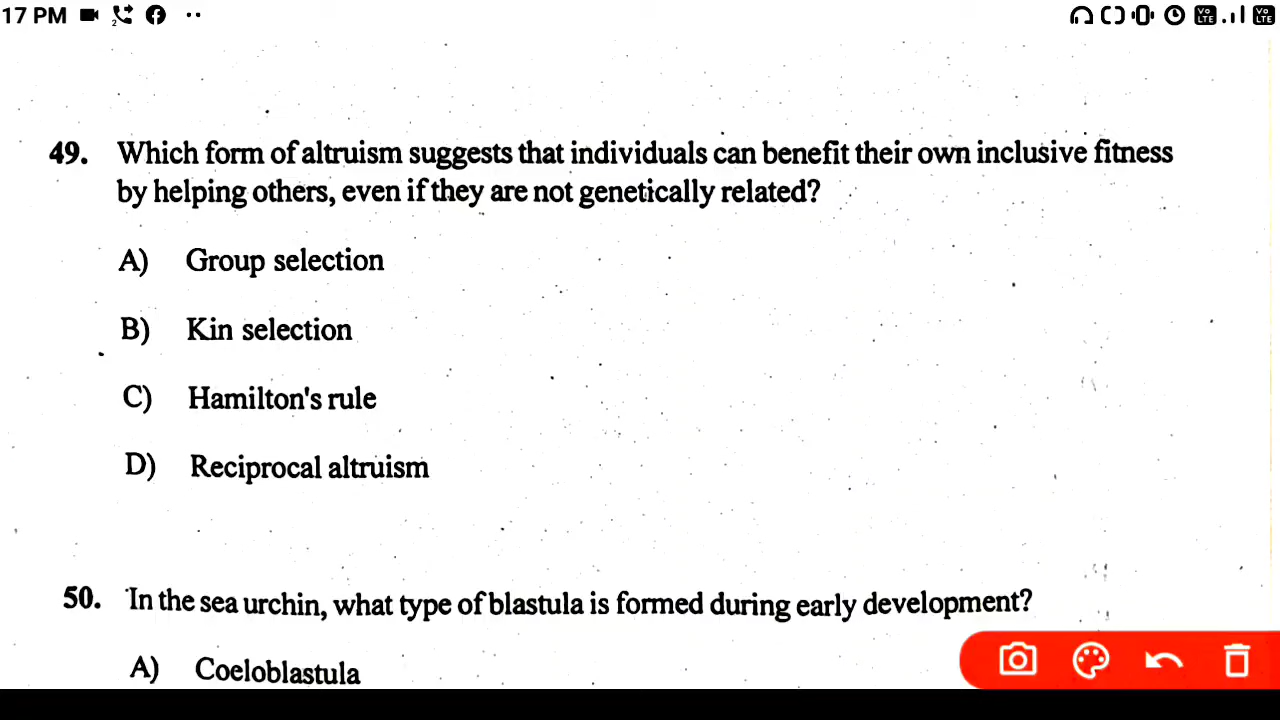 17 PM
49. Which form of altruism suggests that individuals can benefit their own inclusive fitness
by helping others, even if they are not genetically related?
A) Group selection
B) Kin selection
C) Hamilton's rule
D) Reciprocal altruism
50. In the sea urchin, what type of blastula is formed during early development?
A) Coeloblastula